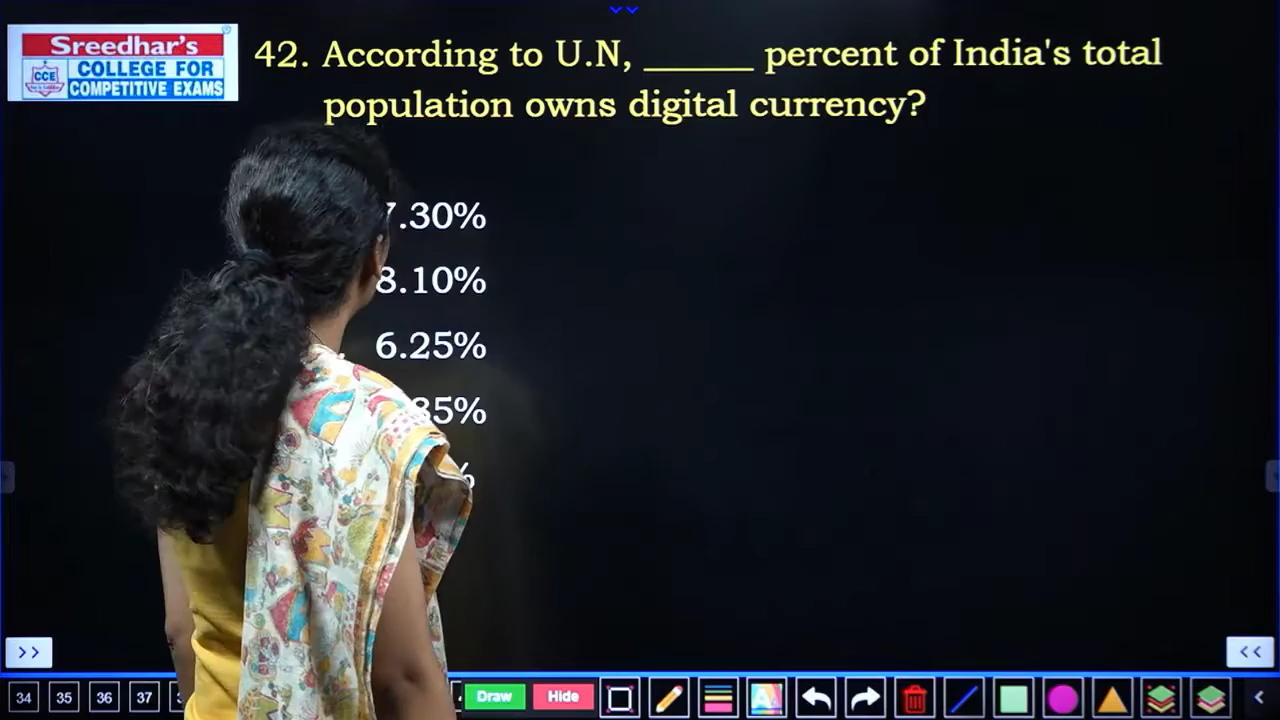 Sreedhar's
CCE
COLLEGE FOR
COMPETITIVE EXAMS
42. According to U.N, ______ percent of India's total
population owns digital currency?
7.30%
8.10%
6.25%
.35%
%
>>
<<
34 35 36 37 Draw Hide